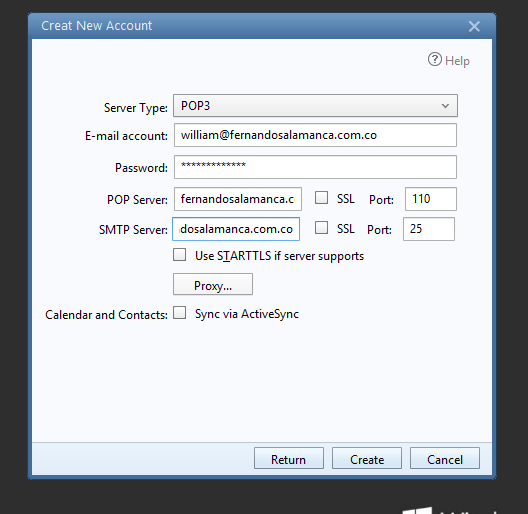 Creat New Account
Help
Server Type: POP3
E-mail account: william@fernandosalamanca.com.co
Password: *************
POP Server: fernandosalamanca.c SSL Port: 110
SMTP Server: dosalamanca.com.co SSL Port: 25
Use STARTTLS if server supports
Proxy...
Calendar and Contacts: Sync via ActiveSync
Return Create Cancel